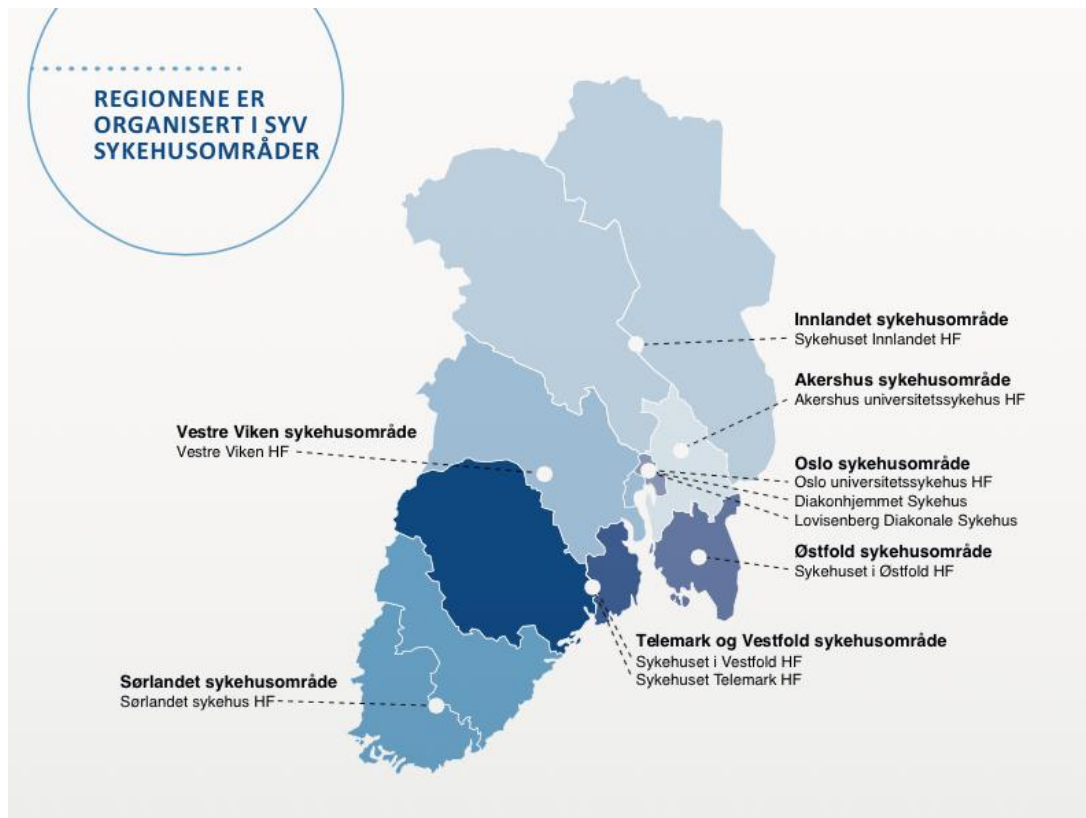 REGIONENE ER
ORGANISERT I SYV
SYKEHUSOMRÅDER
Innlandet sykehusområde
Sykehuset Innlandet HF
Akershus sykehusområde
Akershus universitetssykehus HF
Vestre Viken sykehusområde
Vestre Viken HF
Oslo sykehusområde
Oslo universitetssykehus HF
Diakonhjemmet Sykehus
Lovisenberg Diakonale Sykehus
Østfold sykehusområde
Sykehuset i Østfold HF
Telemark og Vestfold sykehusområde
Sykehuset i Vestfold HF
Sykehuset Telemark HF
Sørlandet sykehusområde
Sørlandet sykehus HF